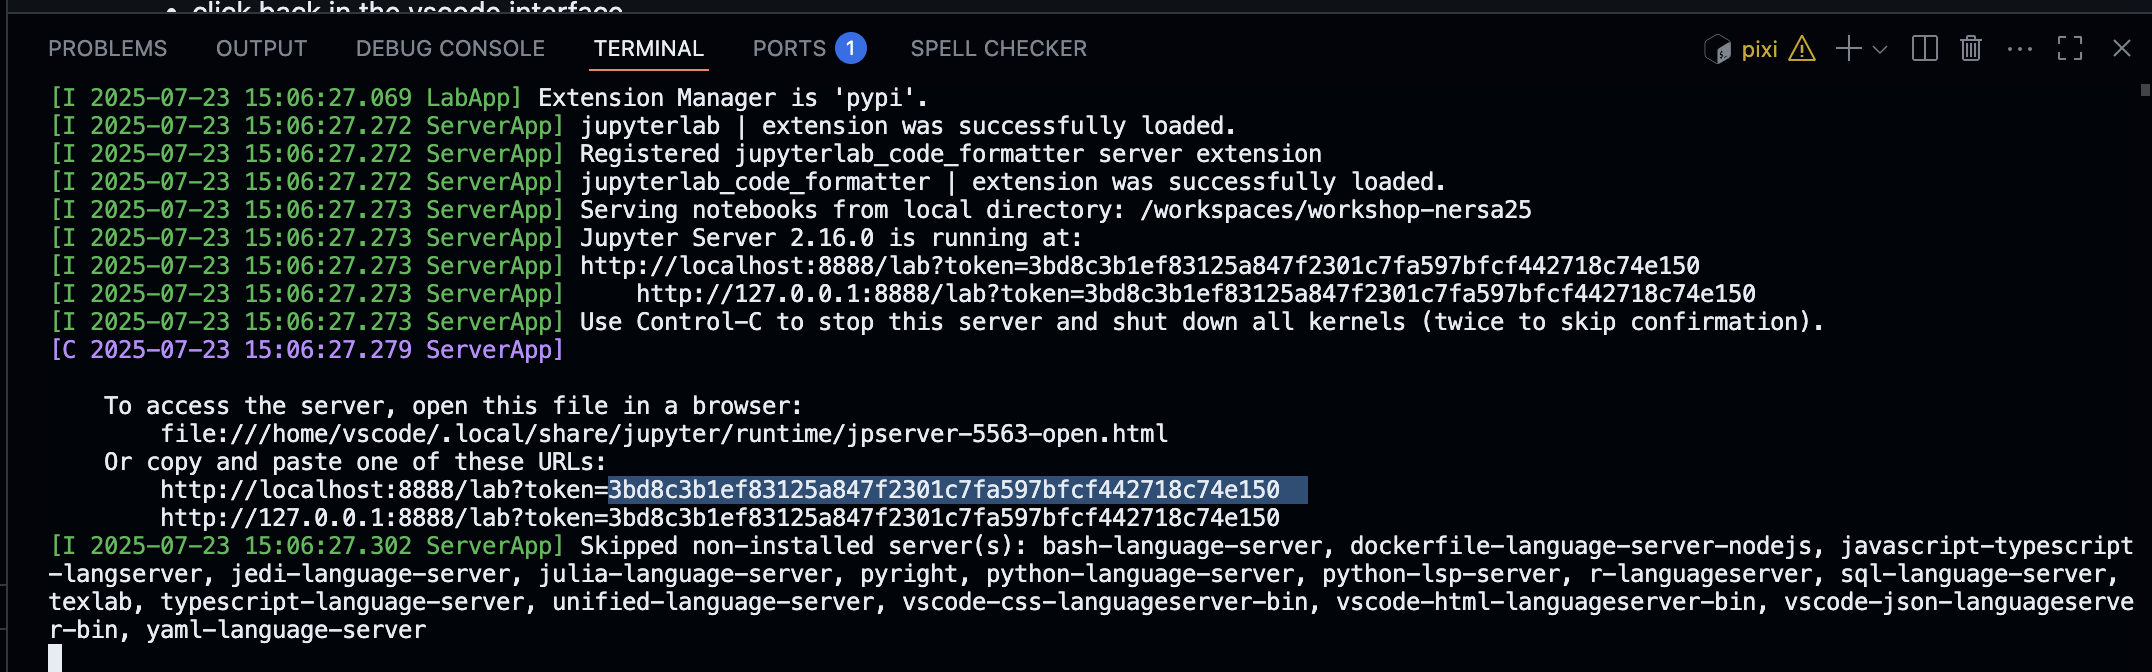 • click back in the vscode interface
PROBLEMS OUTPUT DEBUG CONSOLE TERMINAL PORTS 1 SPELL CHECKER pixi
[I 2025-07-23 15:06:27.069 LabApp] Extension Manager is 'pypi'.
[I 2025-07-23 15:06:27.272 ServerApp] jupyterlab | extension was successfully loaded.
[I 2025-07-23 15:06:27.272 ServerApp] Registered jupyterlab_code_formatter server extension
[I 2025-07-23 15:06:27.272 ServerApp] jupyterlab_code_formatter | extension was successfully loaded.
[I 2025-07-23 15:06:27.273 ServerApp] Serving notebooks from local directory: /workspaces/workshop-nersa25
[I 2025-07-23 15:06:27.273 ServerApp] Jupyter Server 2.16.0 is running at:
[I 2025-07-23 15:06:27.273 ServerApp] http://localhost:8888/lab?token=3bd8c3b1ef83125a847f2301c7fa597bfcf442718c74e150
[I 2025-07-23 15:06:27.273 ServerApp]     http://127.0.0.1:8888/lab?token=3bd8c3b1ef83125a847f2301c7fa597bfcf442718c74e150
[I 2025-07-23 15:06:27.273 ServerApp] Use Control-C to stop this server and shut down all kernels (twice to skip confirmation).
[C 2025-07-23 15:06:27.279 ServerApp]
To access the server, open this file in a browser:
file:///home/vscode/.local/share/jupyter/runtime/jpserver-5563-open.html
Or copy and paste one of these URLs:
http://localhost:8888/lab?token=3bd8c3b1ef83125a847f2301c7fa597bfcf442718c74e150
http://127.0.0.1:8888/lab?token=3bd8c3b1ef83125a847f2301c7fa597bfcf442718c74e150
[I 2025-07-23 15:06:27.302 ServerApp] Skipped non-installed server(s): bash-language-server, dockerfile-language-server-nodejs, javascript-typescript
-langserver, jedi-language-server, julia-language-server, pyright, python-language-server, python-lsp-server, r-languageserver, sql-language-server,
texlab, typescript-language-server, unified-language-server, vscode-css-languageserver-bin, vscode-html-languageserver-bin, vscode-json-languageserve
r-bin, yaml-language-server